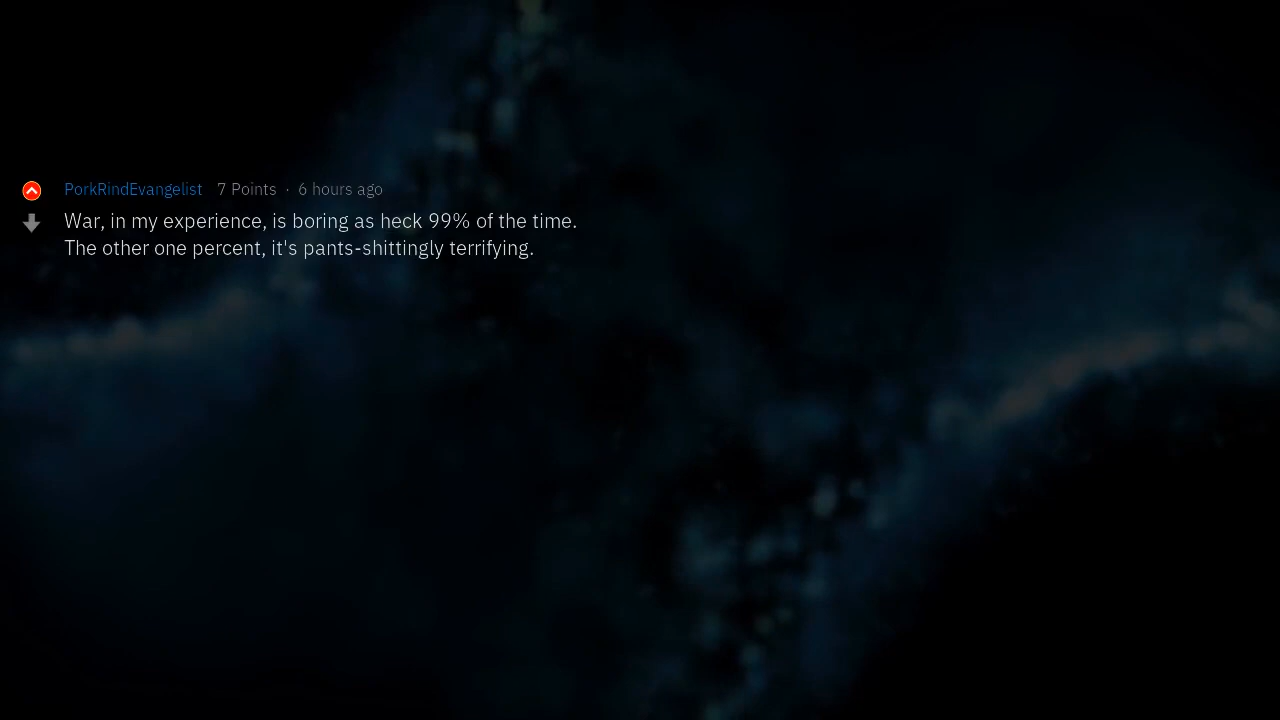 PorkRindEvangelist 7 Points · 6 hours ago
War, in my experience, is boring as heck 99% of the time.
The other one percent, it's pants-shittingly terrifying.